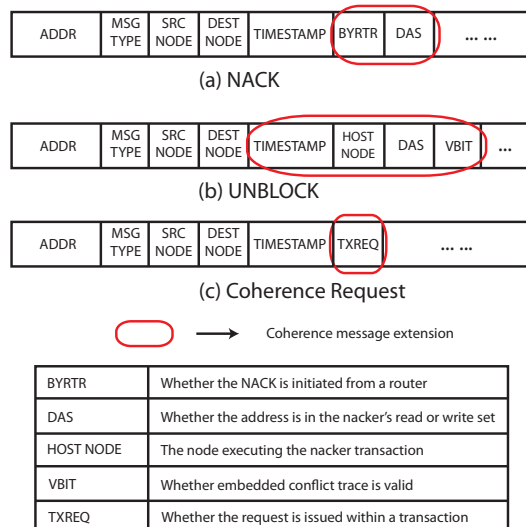 ADDR MSG TYPE SRC NODE DEST NODE TIMESTAMP BYRTR DAS ... ...
(a) NACK
ADDR MSG TYPE SRC NODE DEST NODE TIMESTAMP HOST NODE DAS VBIT ...
(b) UNBLOCK
ADDR MSG TYPE SRC NODE DEST NODE TIMESTAMP TXREQ ... ...
(c) Coherence Request
Coherence message extension
BYRTR Whether the NACK is initiated from a router
DAS Whether the address's in the nacker's read or write set
HOST NODE The node executing the nacker transaction
VBIT Whether embedded conflict trace is valid
TXREQ Whether the request is issued within a transaction